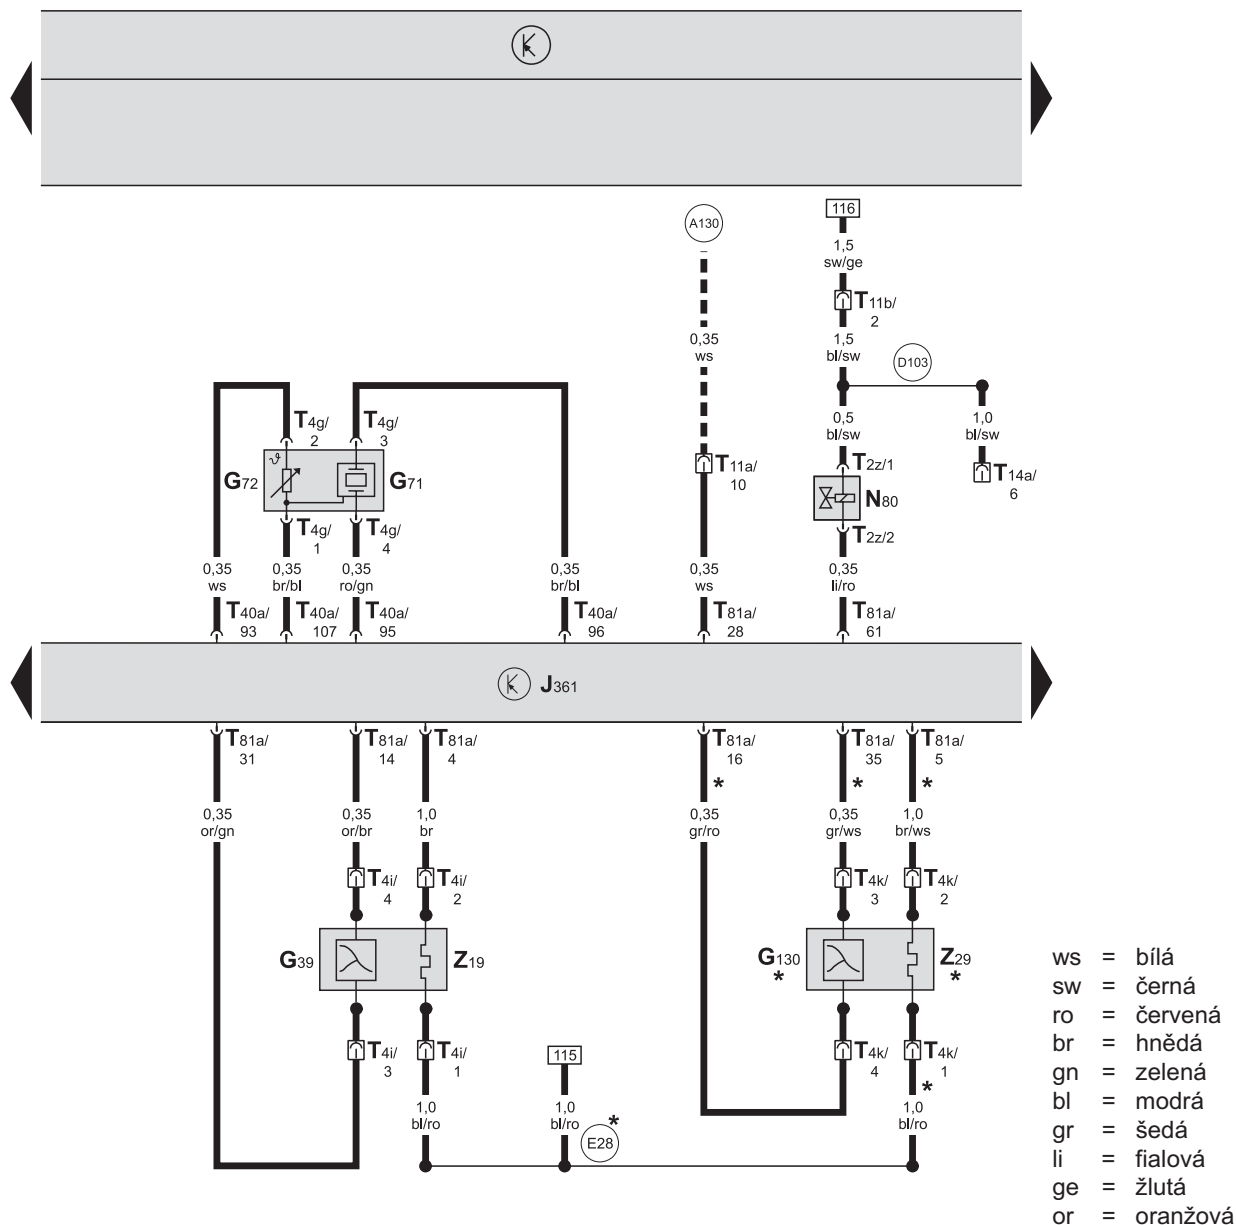 116
A130
1,5
sw/ge
T11b/
2
0,35
ws
1,5
bl/sw
D103
T4g/
2
T4g/
3
0,5
bl/sw
1,0
bl/sw
G72
G71
T11a/
10
T2z/1
N80
T14a/
6
T4g/
1
T4g/
4
T2z/2
0,35
ws
0,35
br/bl
0,35
ro/gn
0,35
br/bl
0,35
ws
0,35
li/ro
T40a/
93
T40a/
107
T40a/
95
T40a/
96
T81a/
28
T81a/
61
J361
T81a/
31
T81a/
14
T81a/
4
T81a/
16
*
T81a/
35
*
T81a/
5
*
0,35
or/gn
0,35
or/br
1,0
br
0,35
gr/ro
0,35
gr/ws
1,0
br/ws
T4i/
4
T4i/
2
T4k/
3
T4k/
2
G39
Z19
G130
*
Z29
*
T4i/
3
T4i/
1
115
T4k/
4
T4k/
1
*
1,0
bl/ro
1,0
bl/ro
E28
*
1,0
bl/ro
ws = bílá
sw = černá
ro = červená
br = hnědá
gn = zelená
bl = modrá
gr = šedá
li = fialová
ge = žlutá
or = oranžová